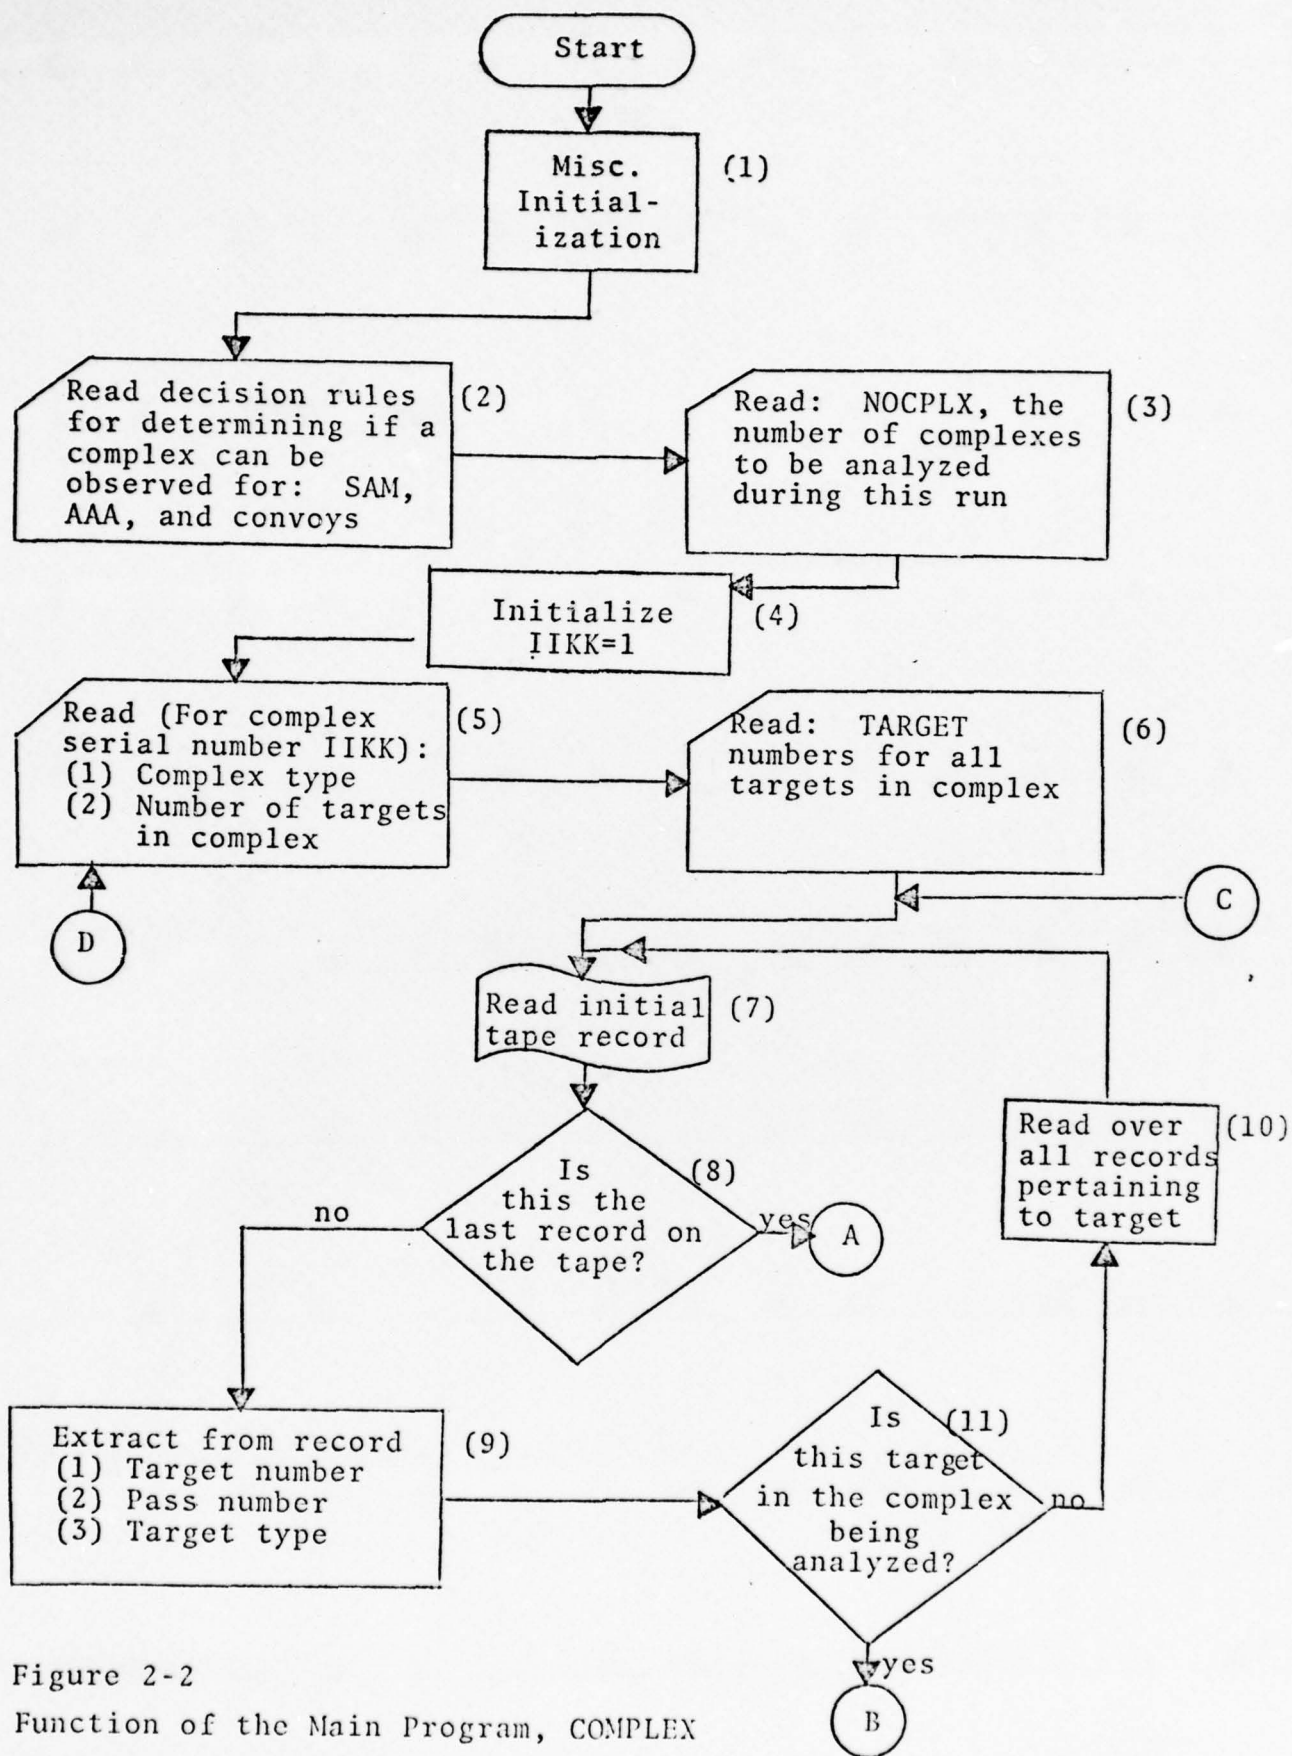 Start
Misc.
Initial-
ization
(1)
Read decision rules
for determining if a
complex can be
observed for: SAM,
AAA, and convoys
(2)
Read: NOCPLX, the
number of complexes
to be analyzed
during this run
(3)
Initialize
IIKK=1
(4)
Read (For complex
serial number IIKK):
(1) Complex type
(2) Number of targets
in complex
(5)
Read: TARGET
numbers for all
targets in complex
(6)
C
D
Read initial
tape record
(7)
Is
this the
last record on
the tape?
(8)
no
yes
A
Read over
all records
pertaining
to target
(10)
Extract from record
(1) Target number
(2) Pass number
(3) Target type
(9)
Is
this target
in the complex
being
analyzed?
(11)
no
yes
B
Figure 2-2
Function of the Main Program, COMPLEX